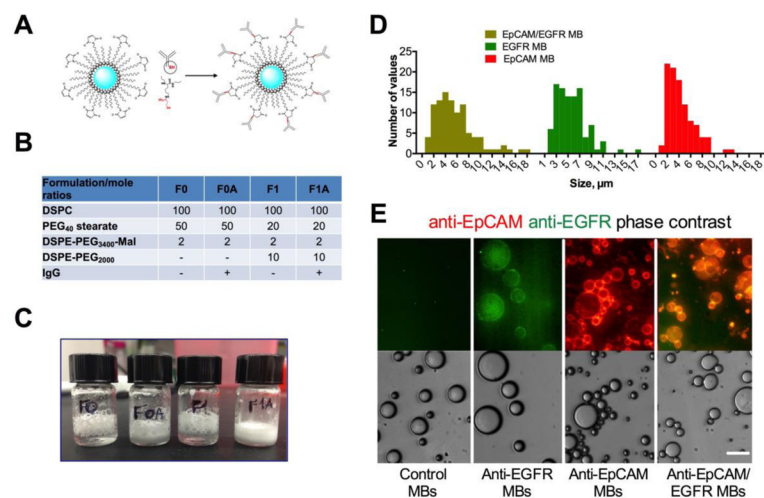 A
B
Formulation/mole ratios F0 F0A F1 F1A
DSPC 100 100 100 100
PEG40 stearate 50 50 20 20
DSPE-PEG3400-Mal 2 2 2 2
DSPE-PEG2000 - - 10 10
IgG - + - +
C
F0 F0A F1 F1A
D
EpCAM/EGFR MB
EGFR MB
EpCAM MB
Number of values
25
20
15
10
5
0
0 2 4 6 8 10 12 14 16 18 1 3 5 7 9 11 13 15 17 0 2 4 6 8 10 12 14 16 18
Size, µm
E
anti-EpCAM anti-EGFR phase contrast
Control MBs
Anti-EGFR MBs
Anti-EpCAM MBs
Anti-EpCAM/ EGFR MBs